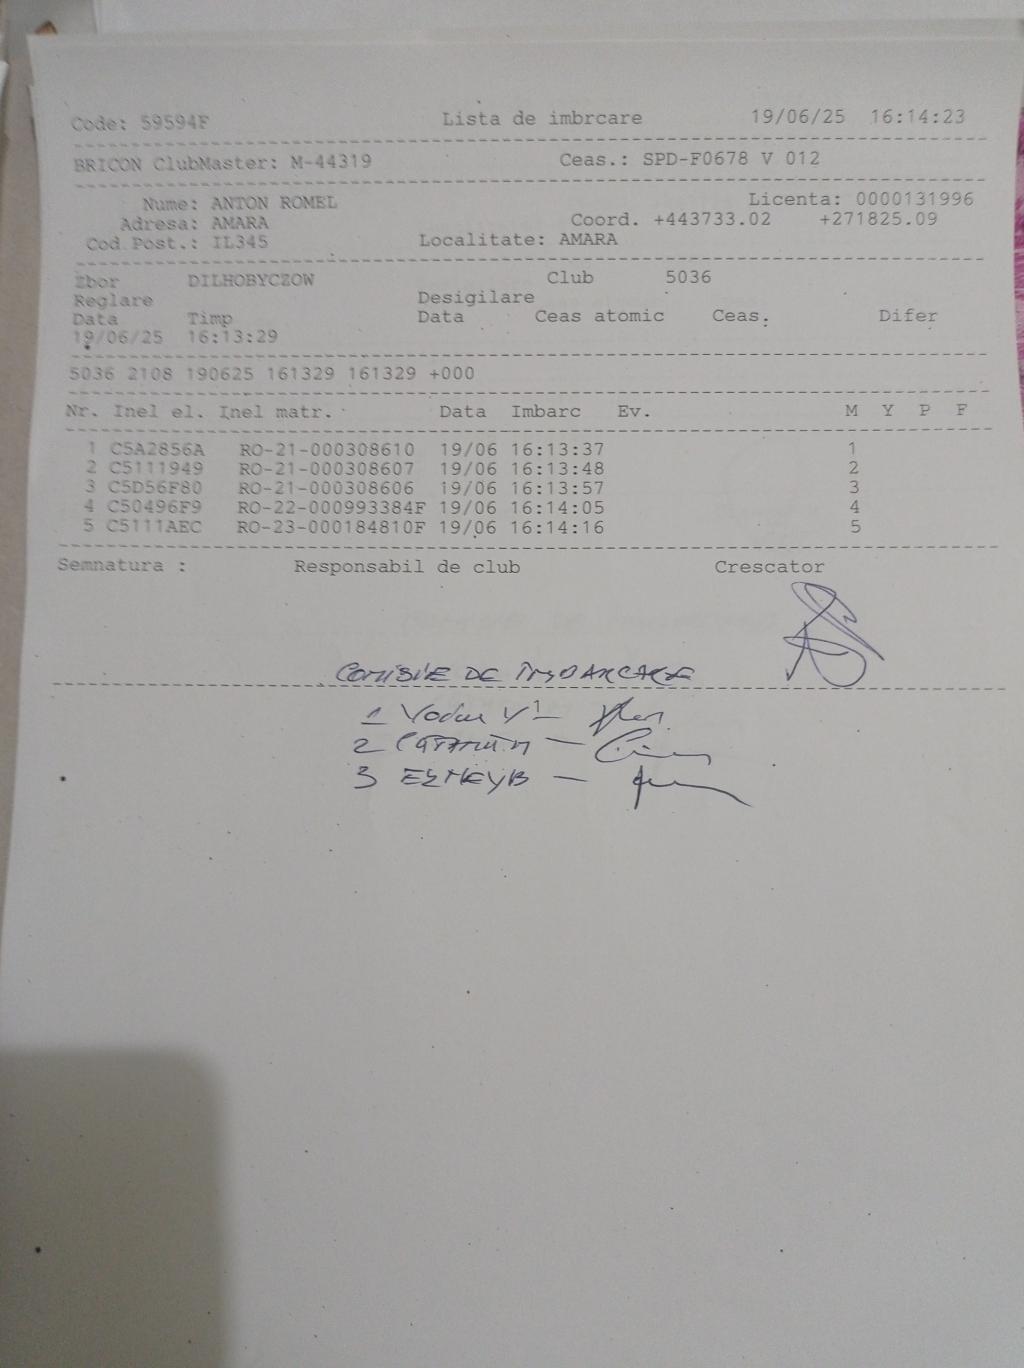 Code: 59594F Lista de imbrcare 19/06/25 16:14:23
BRICON ClubMaster: M-44319 Ceas.: SPD-F0678 V 012
Nume: ANTON ROMEL Licenta: 0000131996
Adresa: AMARA Coord. +443733.02 +271825.09
Cod Post.: IL345 Localitate: AMARA
Zbor DILHOBYCZOW Club 5036
Reglare Desigilare
Data Timp Data Ceas atomic Ceas. Difer
19/06/25 16:13:29
5036 2108 190625 161329 161329 +000
Nr. Inel el. Inel matr. Data Imbarc Ev. M Y P F
1 C5A2856A RO-21-000308610 19/06 16:13:37 1
2 C5111949 RO-21-000308607 19/06 16:13:48 2
3 C5D56F80 RO-21-000308606 19/06 16:13:57 3
4 C50496F9 RO-22-000993384F 19/06 16:14:05 4
5 C5111AEC RO-23-000184810F 19/06 16:14:16 5
Semnatura : Responsabil de club Crescator
DE
1
2
3